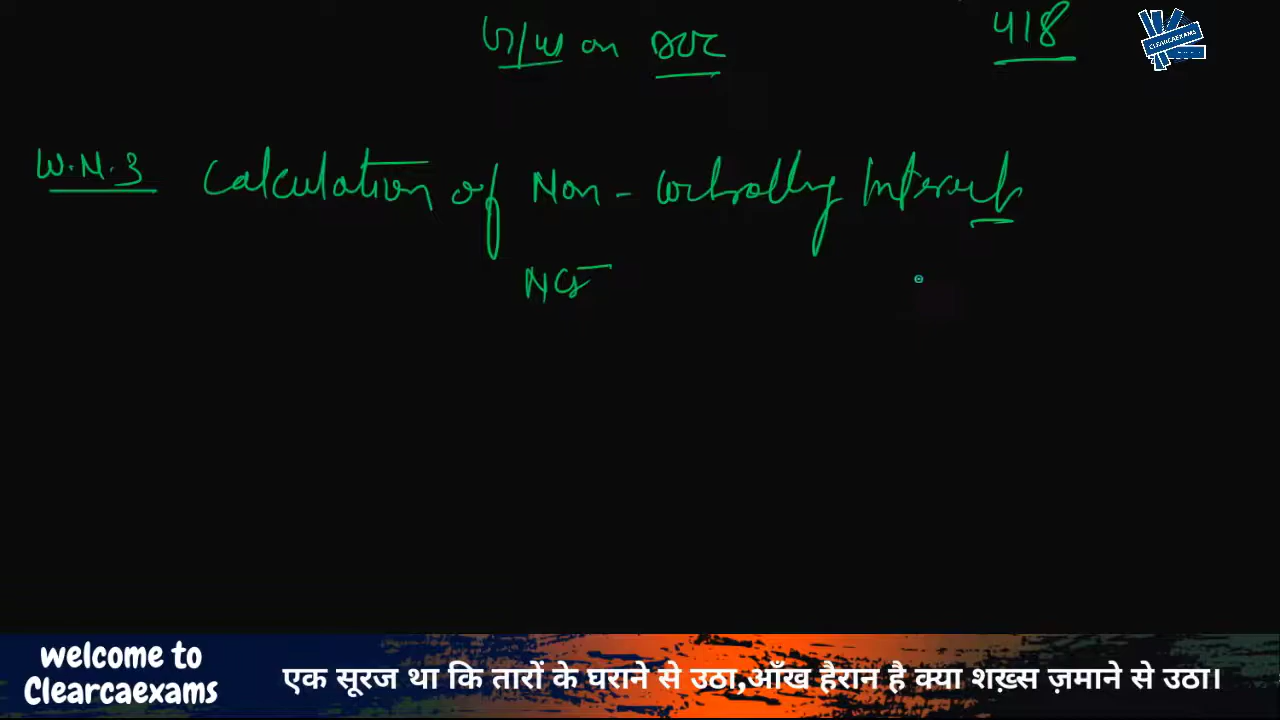 G/W on DOC 418
CLEARCAEXAMS
W.N.3 Calculation of Non-Controlling Interest
NCI
welcome to
Clearcaexams
एक सूरज था कि तारों के घराने से उठा,आँख हैरान है क्या शख़्स ज़माने से उठा।